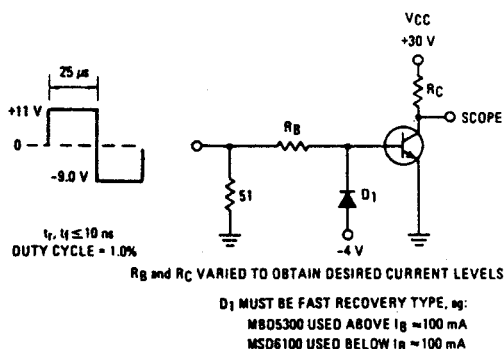 25 µs
+11 V
0
-9.0 V
tr, tf ≤ 10 ns
DUTY CYCLE = 1.0%
51
RB
D1
-4 V
VCC
+30 V
RC
SCOPE
RB and RC VARIED TO OBTAIN DESIRED CURRENT LEVELS
D1 MUST BE FAST RECOVERY TYPE, eg:
MBD5300 USED ABOVE IB ≈ 100 mA
MSD6100 USED BELOW IB ≈ 100 mA